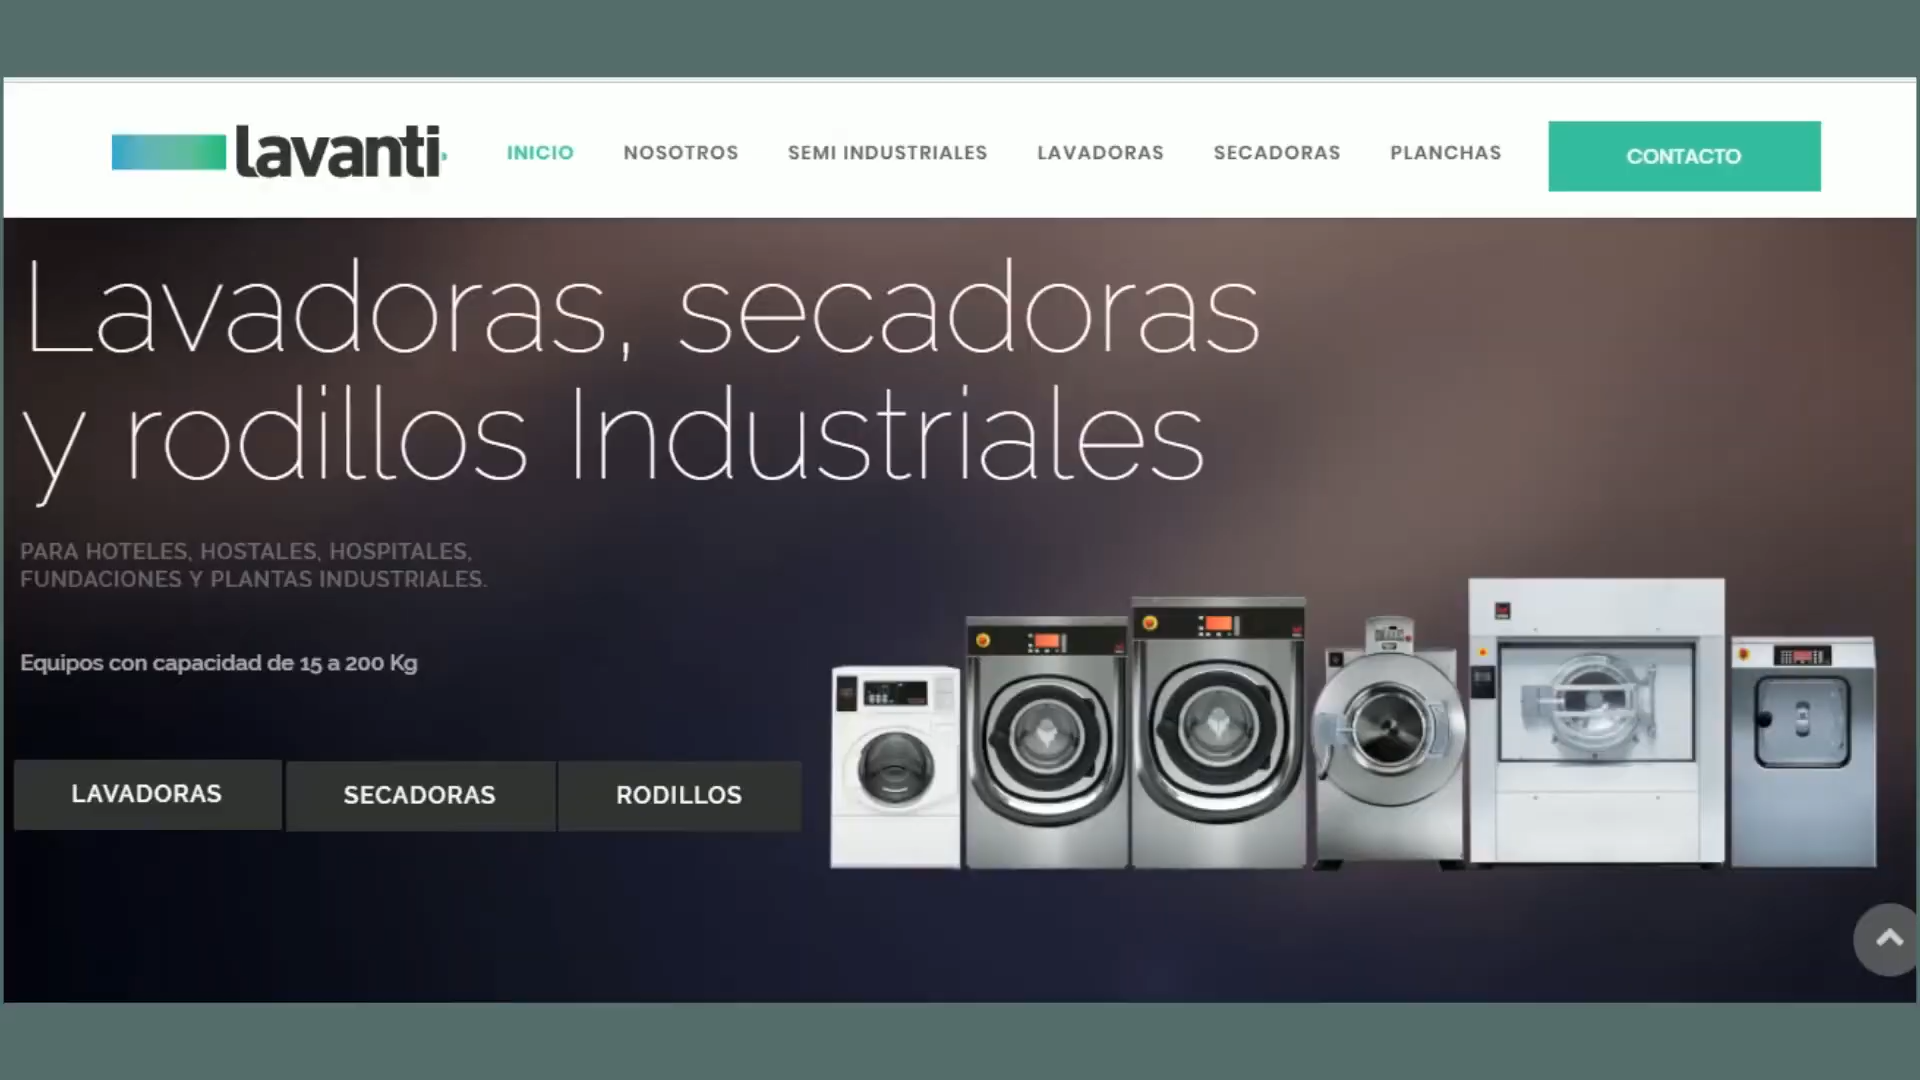 lavanti
INICIO
NOSOTROS
SEMI INDUSTRIALES
LAVADORAS
SECADORAS
PLANCHAS
CONTACTO
Lavadoras, secadoras
y rodillos Industriales
PARA HOTELES, HOSTALES, HOSPITALES,
FUNDACIONES Y PLANTAS INDUSTRIALES.
Equipos con capacidad de 15 a 200 Kg
LAVADORAS
SECADORAS
RODILLOS